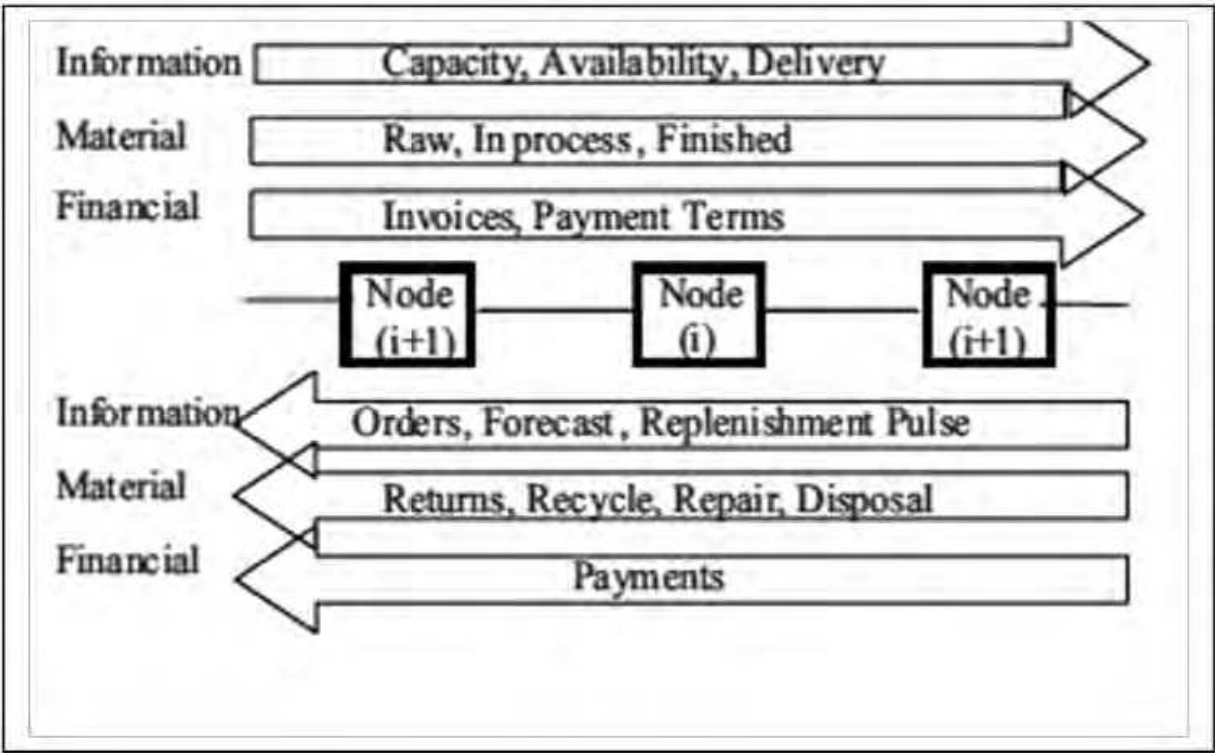 Information Capacity, Availability, Delivery
Material Raw, In process, Finished
Financial Invoices, Payment Terms
Node Node Node
(i+1) (i) (i+1)
Information Orders, Forecast, Replenishment Pulse
Material Returns, Recycle, Repair, Disposal
Financial Payments